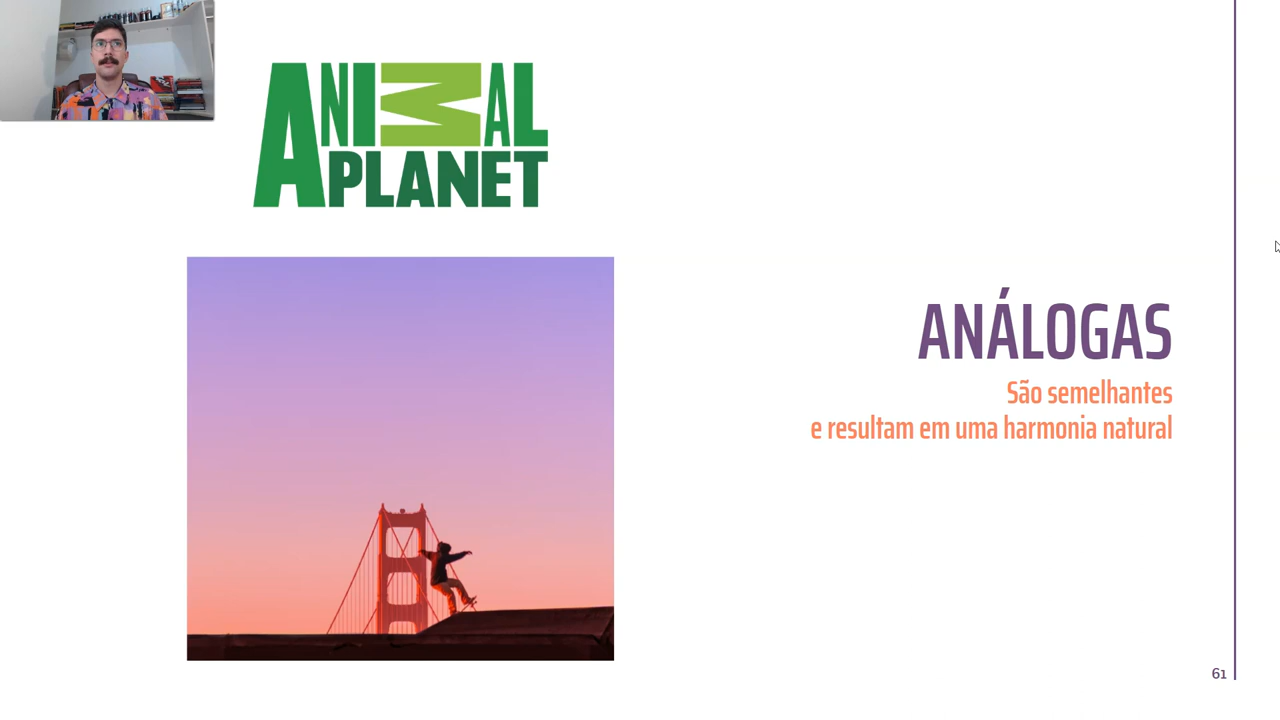 ANIMAL
PLANET
ANÁLOGAS
São semelhantes
e resultam em uma harmonia natural
61